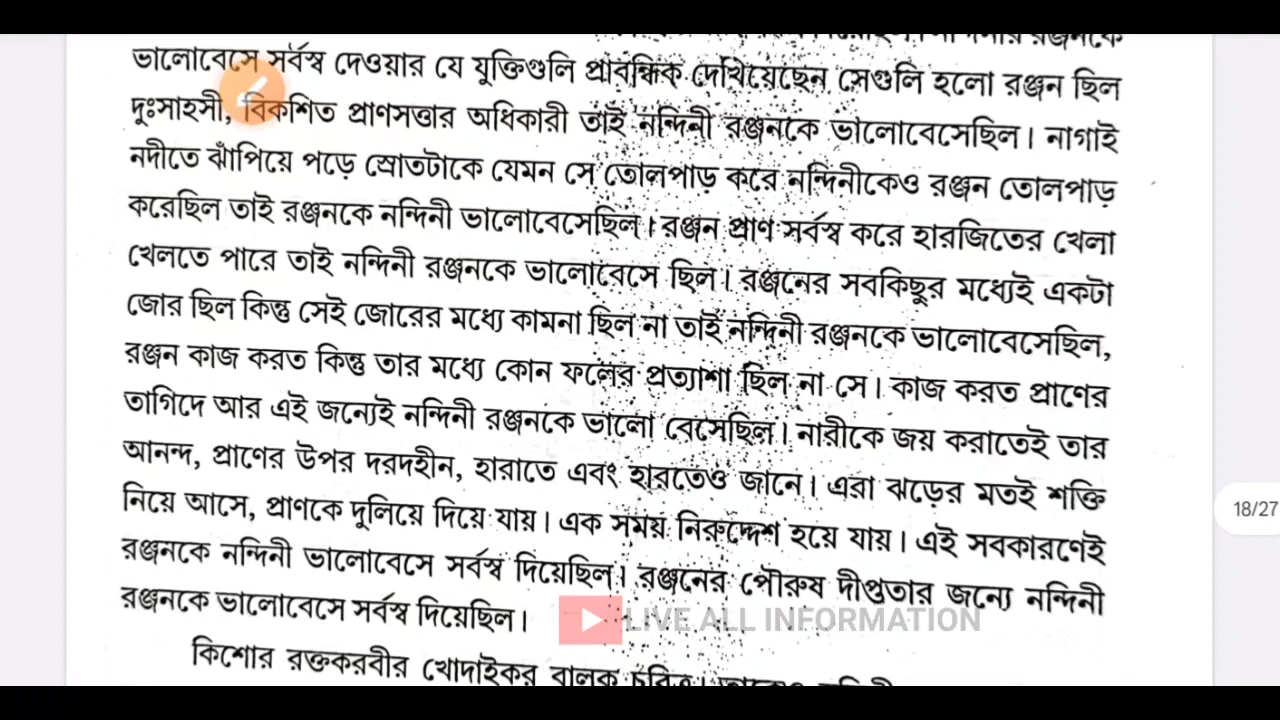 রঞ্জনকে
ভালোবেসে সর্বস্ব দেওয়ার যে যুক্তিগুলি প্রাবন্ধিক দেখিয়েছেন সেগুলি হলো রঞ্জন ছিল
দুঃসাহসী, বিকশিত প্রাণসত্তার অধিকারী তাই নন্দিনী রঞ্জনকে ভালোবেসেছিল। নাগাই
নদীতে ঝাঁপিয়ে পড়ে স্রোতটাকে যেমন সে তোলপাড় করে নন্দিনীকেও রঞ্জন তোলপাড়
করেছিল তাই রঞ্জনকে নন্দিনী ভালোবেসেছিল। রঞ্জন প্রাণ সর্বস্ব করে হারজিতের খেলা
খেলতে পারে তাই নন্দিনী রঞ্জনকে ভালোবেসে ছিল। রঞ্জনের সবকিছুর মধ্যেই একটা
জোর ছিল কিন্তু সেই জোরের মধ্যে কামনা ছিল না তাই নন্দিনী রঞ্জনকে ভালোবেসেছিল,
রঞ্জন কাজ করত কিন্তু তার মধ্যে কোন ফলের প্রত্যাশা ছিল না সে। কাজ করত প্রাণের
তাগিদে আর এই জন্যেই নন্দিনী রঞ্জনকে ভালো বেসেছিল। নারীকে জয় করাতেই তার
আনন্দ, প্রাণের উপর দরদহীন, হারাতে এবং হারতেও জানে। এরা ঝড়ের মতই শক্তি
নিয়ে আসে, প্রাণকে দুলিয়ে দিয়ে যায়। এক সময় নিরুদ্দেশ হয়ে যায়। এই সবকারণেই
রঞ্জনকে নন্দিনী ভালোবেসে সর্বস্ব দিয়েছিল। রঞ্জনের পৌরুষ দীপ্ততার জন্যে নন্দিনী
রঞ্জনকে ভালোবেসে সর্বস্ব দিয়েছিল।
LIVE ALL INFORMATION
কিশোর রক্তকরবীর খোদাইকর বালক চরিত্র।
18/27